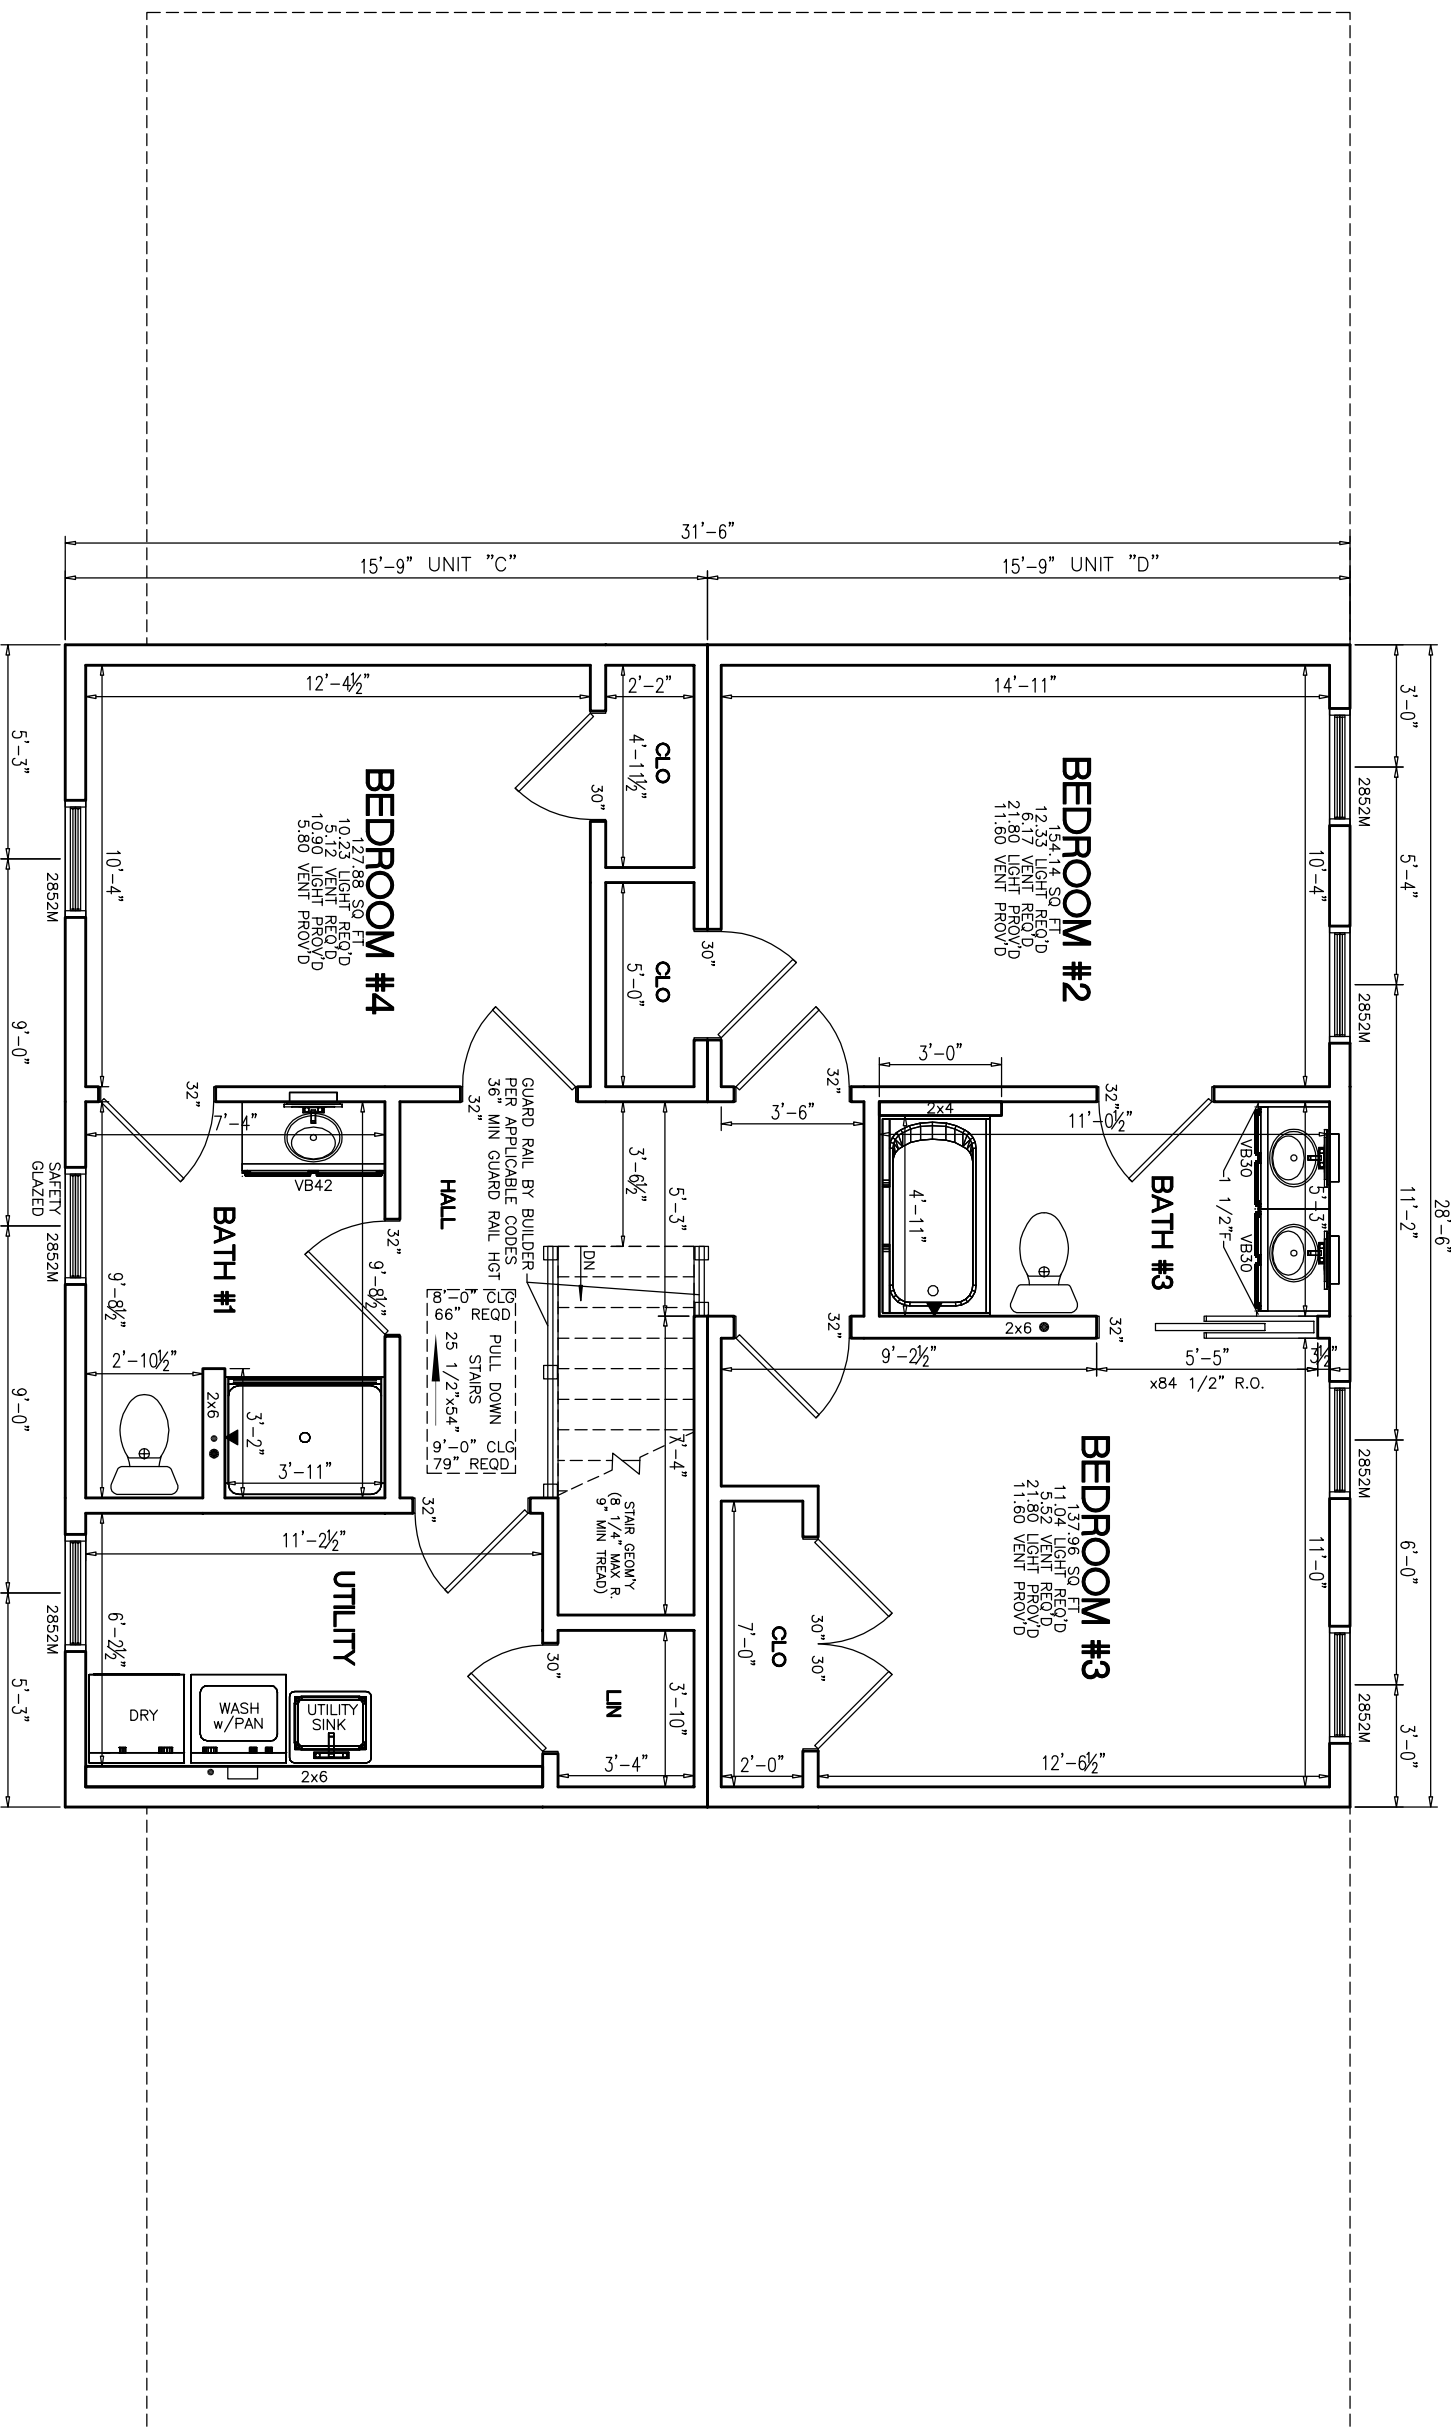 31'-6"
15'-9" UNIT "C"
15'-9" UNIT "D"
28'-6"
3'-0"
5'-4"
11'-2"
6'-0"
3'-0"
2852M
2852M
2852M
2852M
BEDROOM #2
154.14 SQ FT
12.33 LIGHT REQ'D
6.17 VENT REQ'D
21.80 LIGHT PROV'D
11.60 VENT PROV'D
14'-11"
10'-4"
30"
32"
32"
BATH #3
VB30
VB30
1 1/2"F
5'-3"
11'-0½"
3'-0"
2x4
4'-11"
3'-6"
2x6
32"
32"
9'-2½"
5'-5"
3½"
x84 1/2" R.O.
BEDROOM #3
137.96 SQ FT
11.04 LIGHT REQ'D
5.52 VENT REQ'D
21.80 LIGHT PROV'D
11.60 VENT PROV'D
11'-0"
12'-6½"
CLO
7'-0"
2'-0"
30"
30"
BEDROOM #4
127.88 SQ FT
10.23 LIGHT REQ'D
5.12 VENT REQ'D
10.90 LIGHT PROV'D
5.80 VENT PROV'D
12'-4½"
10'-4"
CLO
2'-2"
4'-11½"
30"
CLO
5'-0"
32"
32"
HALL
GUARD RAIL BY BUILDER
PER APPLICABLE CODES
36" MIN GUARD RAIL HGT
3'-6½"
5'-3"
DN
7'-4"
8'-0" CLG
66" REQD
PULL DOWN
STAIRS
25 1/2"x54"
9'-0" CLG
79" REQD
STAIR GEOM'Y
(8 1/4" MAX R.
9" MIN TREAD)
BATH #1
7'-4"
VB42
32"
9'-8½"
9'-8½"
2'-10½"
2x6
3'-2"
3'-11"
32"
UTILITY
11'-2½"
6'-2½"
DRY
WASH
w/PAN
UTILITY
SINK
2x6
30"
LIN
3'-10"
3'-4"
2852M
SAFETY
GLAZED
2852M
2852M
5'-3"
9'-0"
9'-0"
5'-3"